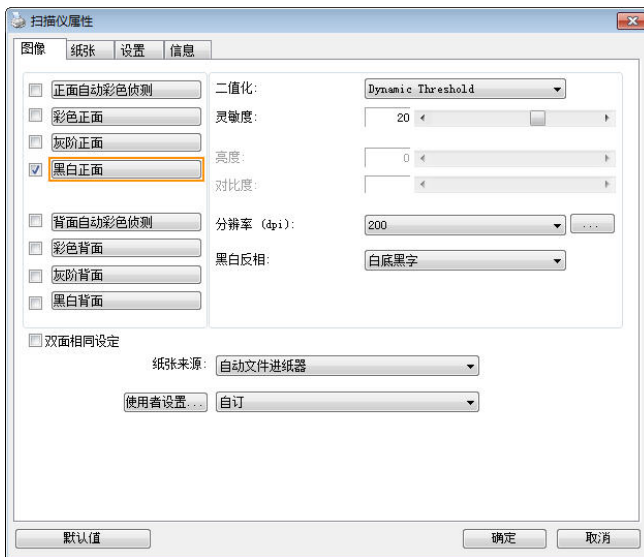 扫描仪属性
图像 纸张 设置 信息
正面自动彩色侦测
彩色正面
灰阶正面
黑白正面
背面自动彩色侦测
彩色背面
灰阶背面
黑白背面
二值化: Dynamic Threshold
灵敏度: 20
亮度: 0
对比度:
分辨率 (dpi): 200 ...
黑白反相: 白底黑字
双面相同设定
纸张来源: 自动文件进纸器
使用者设置... 自订
默认值 确定 取消